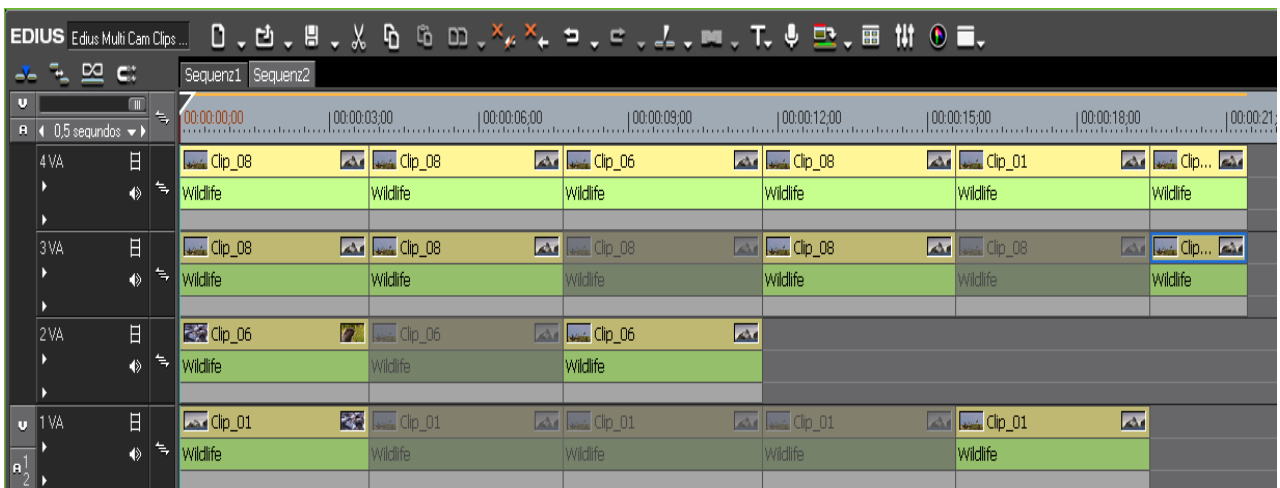 EDIUS Edius Multi Cam Clips ...
Sequenz1 Sequenz2
U
A 0,5 segundos
00:00:00;00 00:00:03;00 00:00:06;00 00:00:09;00 00:00:12;00 00:00:15;00 00:00:18;00 00:00:21;
4 VA Clip_08 Clip_08 Clip_06 Clip_08 Clip_01 Clip...
Wildlife Wildlife Wildlife Wildlife Wildlife Wildlife
3 VA Clip_08 Clip_08 Clip_08 Clip_08 Clip_08 Clip...
Wildlife Wildlife Wildlife Wildlife Wildlife Wildlife
2 VA Clip_06 Clip_06 Clip_06
Wildlife Wildlife Wildlife
U 1 VA Clip_01 Clip_01 Clip_01 Clip_01 Clip_01
A 1 2 Wildlife Wildlife Wildlife Wildlife Wildlife